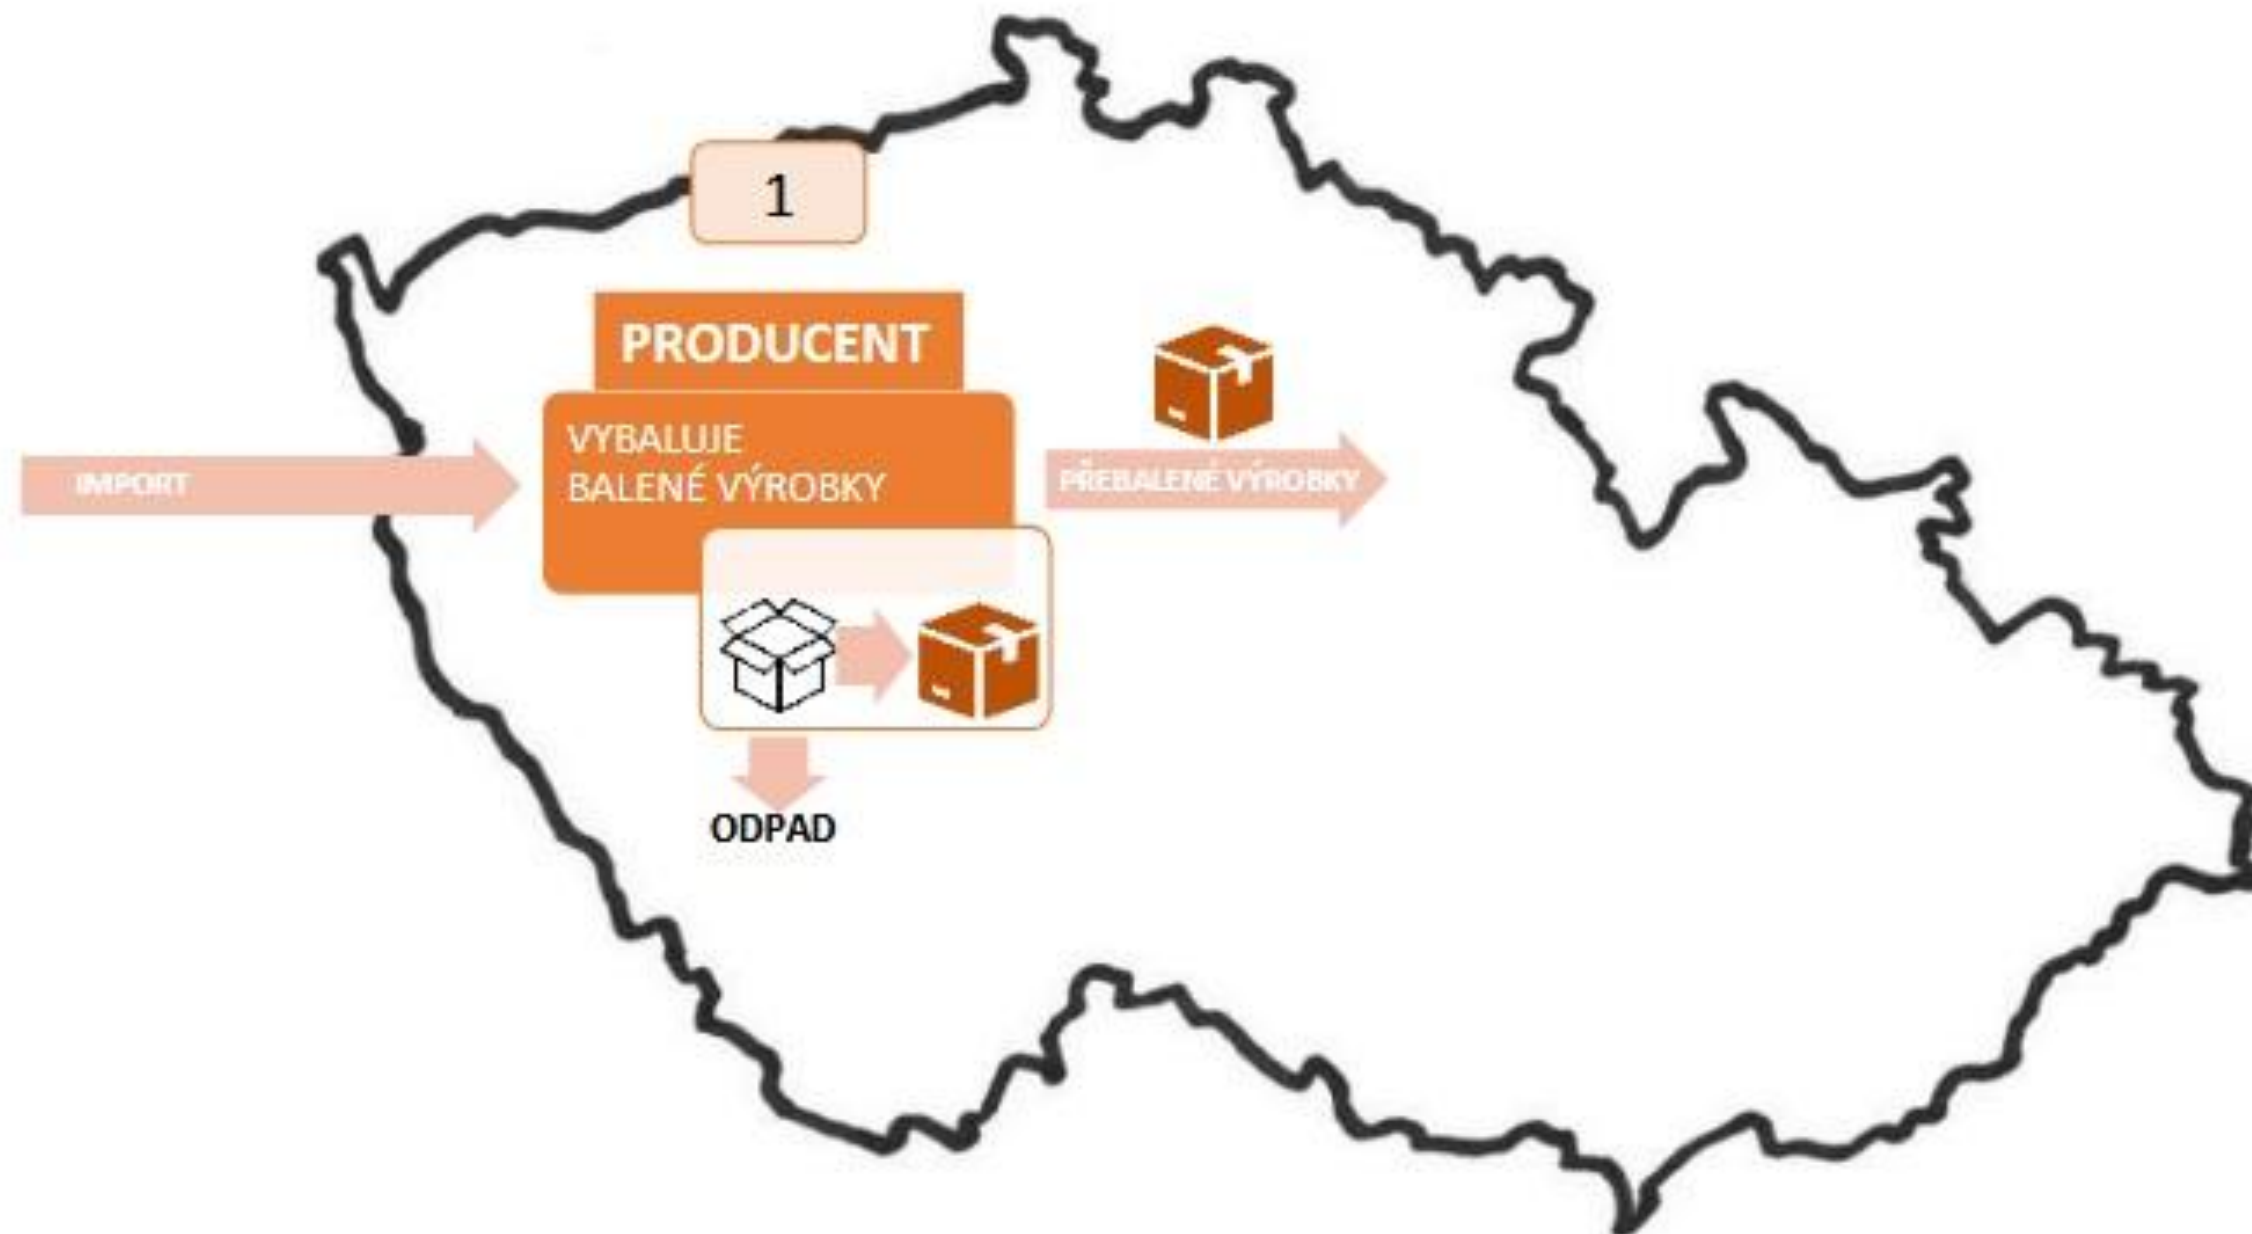 1
PRODUCENT
VYBALUJE
BALENÉ VÝROBKY
IMPORT
PŘEBALENÉ VÝROBKY
ODPAD